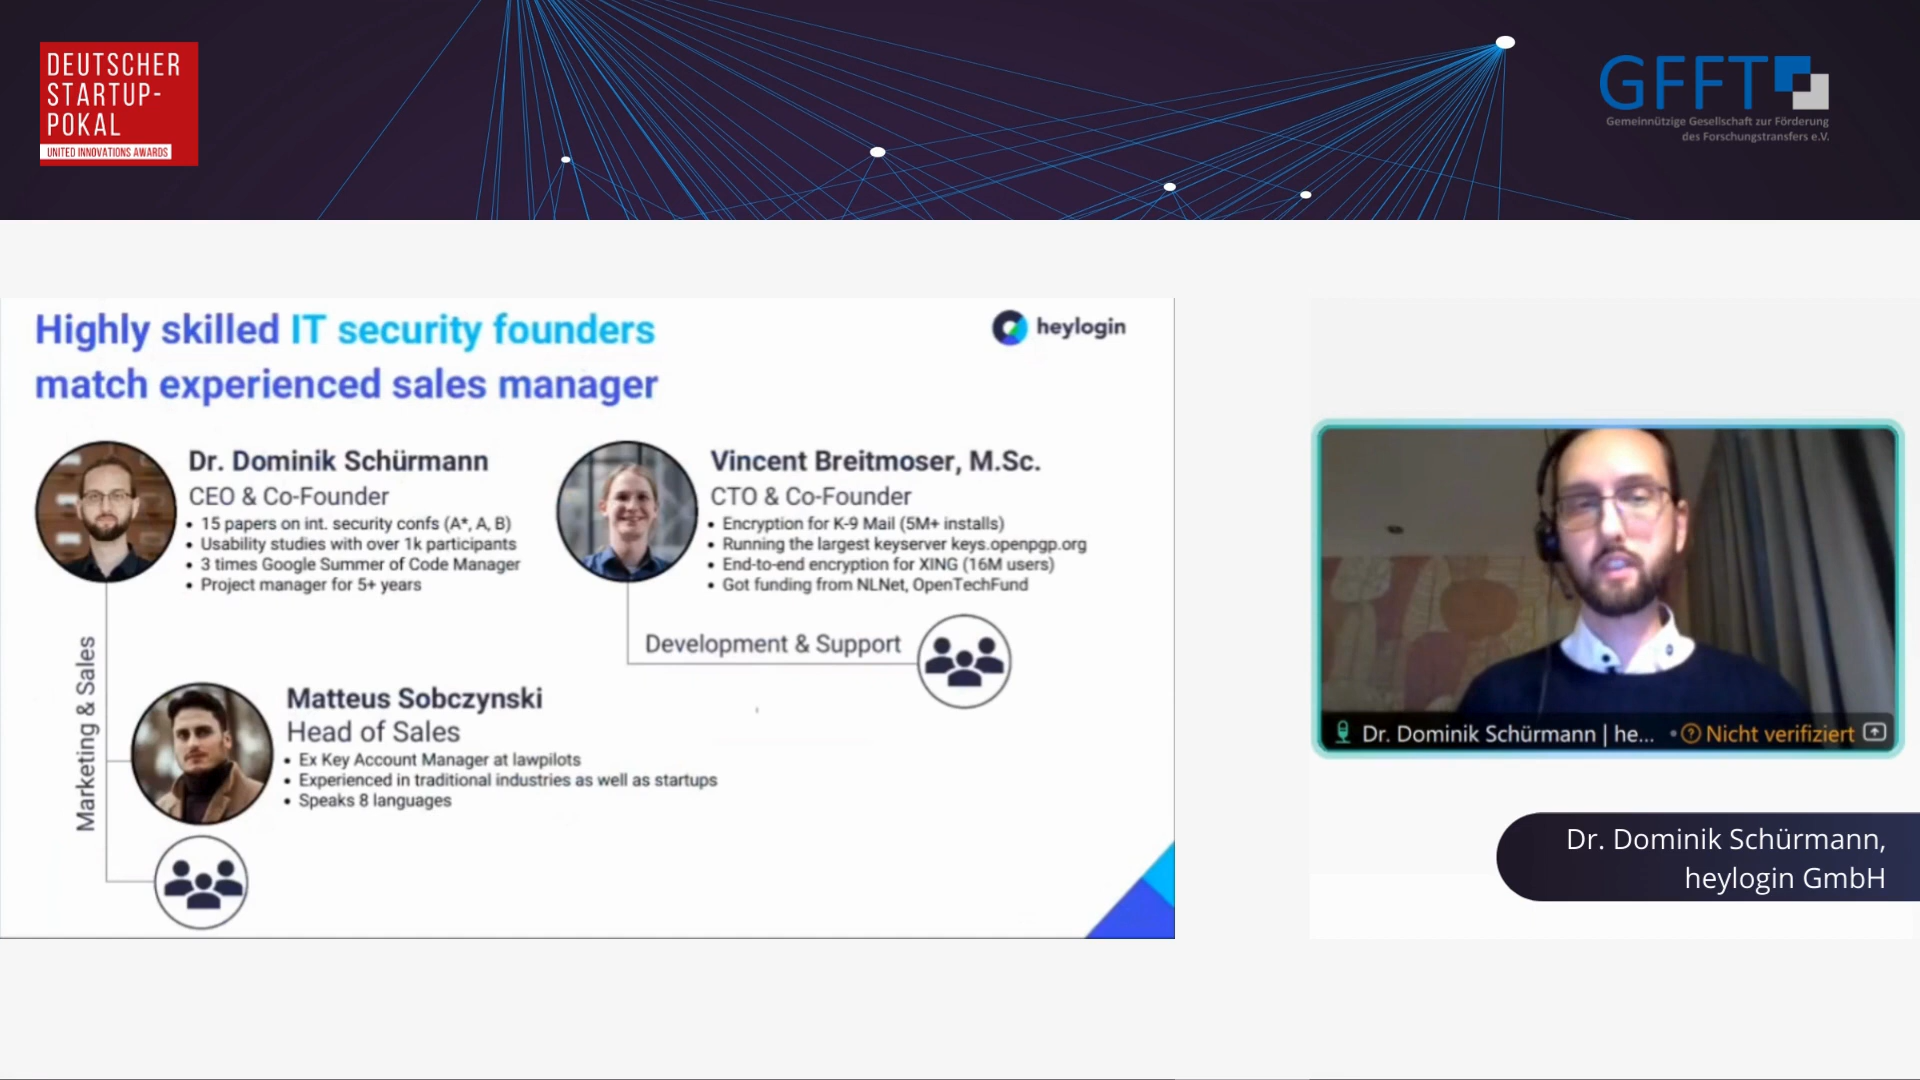 DEUTSCHER
STARTUP-
POKAL
UNITED INNOVATIONS AWARDS
GFFT
Gemeinnützige Gesellschaft zur Förderung
des Forschungstransfers e.V.
Highly skilled IT security founders
match experienced sales manager
heylogin
Dr. Dominik Schürmann
CEO & Co-Founder
• 15 papers on int. security confs (A*, A, B)
• Usability studies with over 1k participants
• 3 times Google Summer of Code Manager
• Project manager for 5+ years
Vincent Breitmoser, M.Sc.
CTO & Co-Founder
• Encryption for K-9 Mail (5M+ installs)
• Running the largest keyserver keys.openpgp.org
• End-to-end encryption for XING (16M users)
• Got funding from NLNet, OpenTechFund
Development & Support
Marketing & Sales
Matteus Sobczynski
Head of Sales
• Ex Key Account Manager at lawpilots
• Experienced in traditional industries as well as startups
• Speaks 8 languages
Dr. Dominik Schürmann | he... • Nicht verifiziert
Dr. Dominik Schürmann,
heylogin GmbH